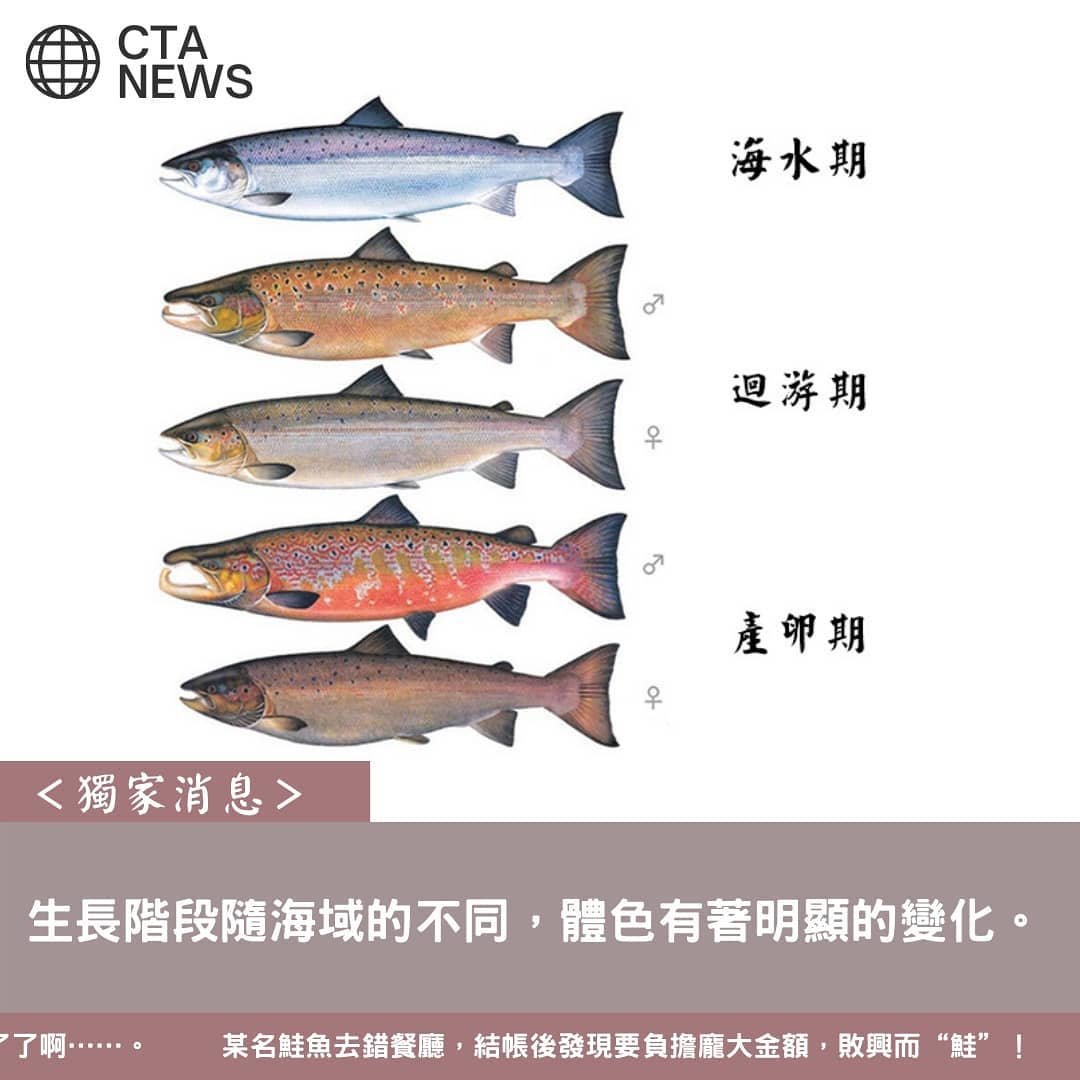 CTA
NEWS
海水期
♂
迴游期
♀
♂
產卵期
♀
<獨家消息>
生長階段隨海域的不同，體色有著明顯的變化。
了了啊……。 某名鮭魚去錯餐廳，結帳後發現要負擔龐大金額，敗興而“鮭”！